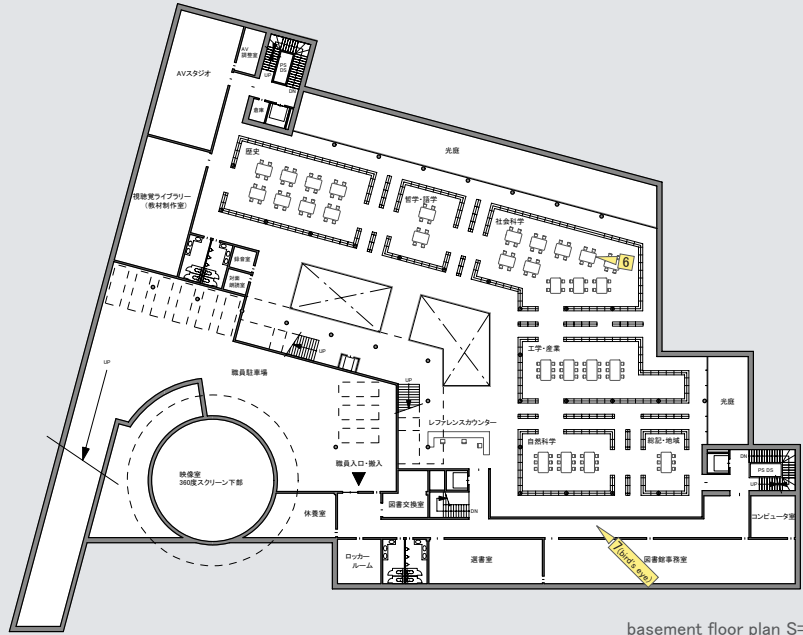 AV
調整室
UP
PS
DS
DN
AVスタジオ
倉庫
光庭
歴史
哲学・語学
視聴覚ライブラリー
（教材制作室）
社会科学
6
録音室
対面
朗読室
UP
工学・産業
UP
職員駐車場
UP
光庭
レファレンスカウンター
自然科学
総記・地域
職員入口・搬入
映像室
360度スクリーン下部
DN
PS DS
UP
図書交換室
休養室
DN
コンピュータ室
7(bird's eye)
ロッカー
ルーム
選書室
図書館事務室
basement floor plan S=